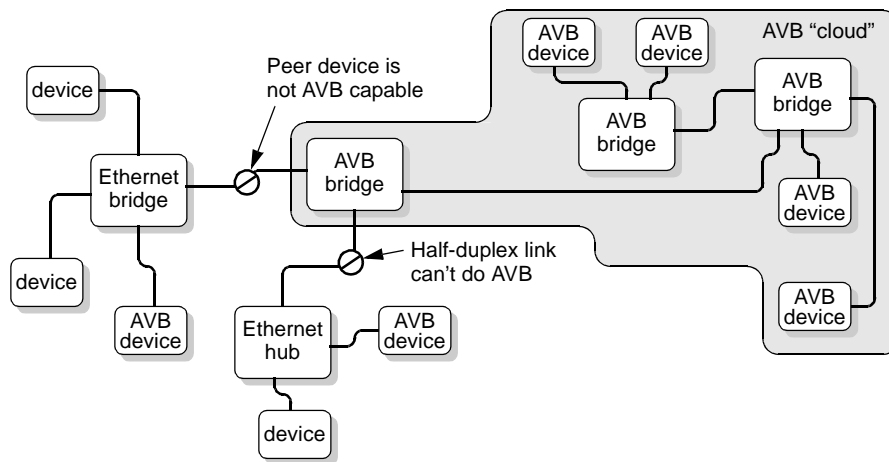 AVB
device
AVB
device
AVB “cloud”
Peer device is
not AVB capable
AVB
bridge
device
AVB
bridge
AVB
bridge
Ethernet
bridge
AVB
device
Half-duplex link
can’t do AVB
device
AVB
device
AVB
device
Ethernet
hub
AVB
device
device